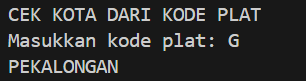 CEK KOTA DARI KODE PLAT
Masukkan kode plat: G
PEKALONGAN